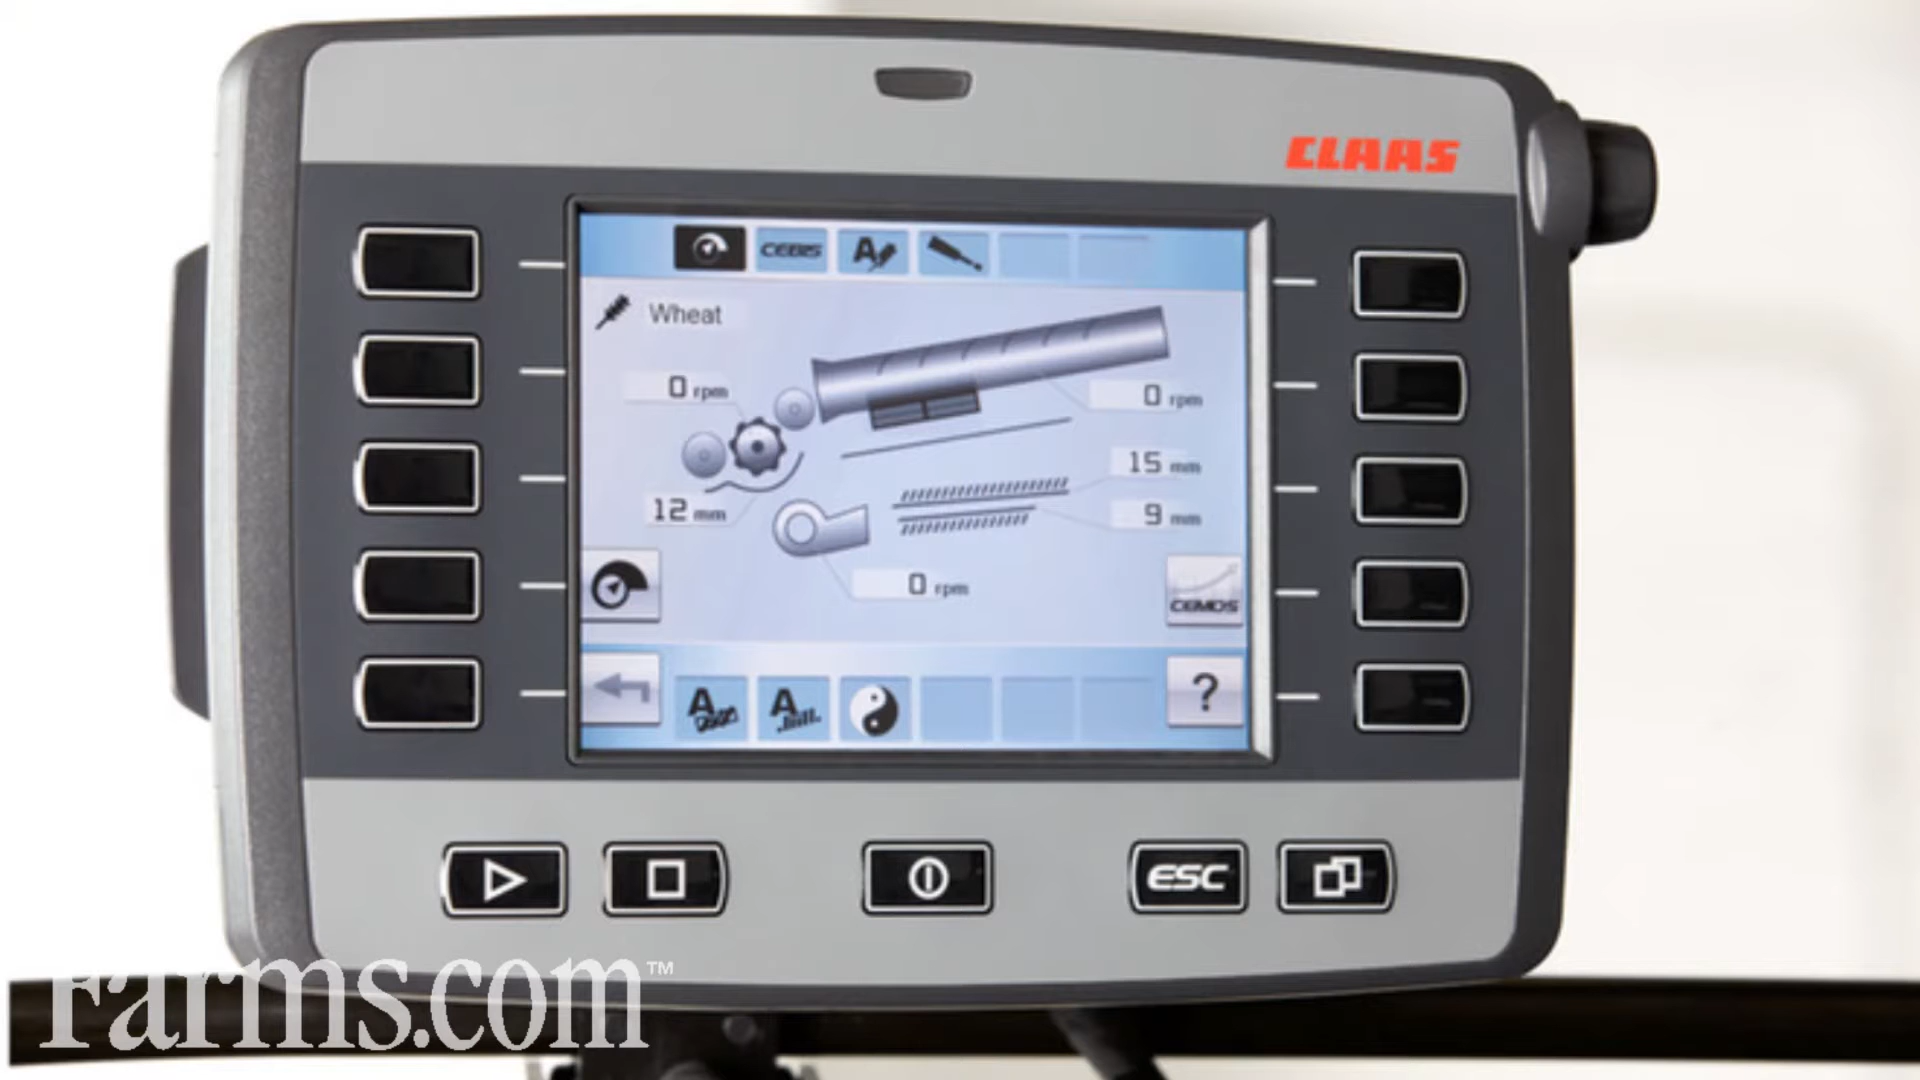 CLAAS
CEBIS
A
Wheat
0 rpm
0 rpm
15 mm
12 mm
9 mm
0 rpm
CEMOS
A
A
?
ESC
Farms.com™